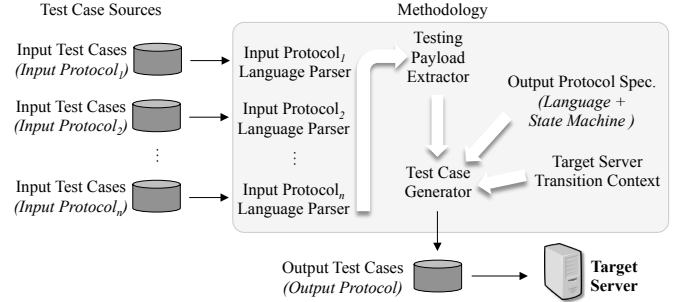 Test Case Sources
Methodology
Input Test Cases
(Input Protocol1)
Input Protocol1
Language Parser
Testing
Payload
Extractor
Output Protocol Spec.
(Language +
State Machine )
Input Test Cases
(Input Protocol2)
Input Protocol2
Language Parser
⋮
⋮
Input Test Cases
(Input Protocoln)
Input Protocoln
Language Parser
Test Case
Generator
Target Server
Transition Context
Output Test Cases
(Output Protocol)
Target
Server